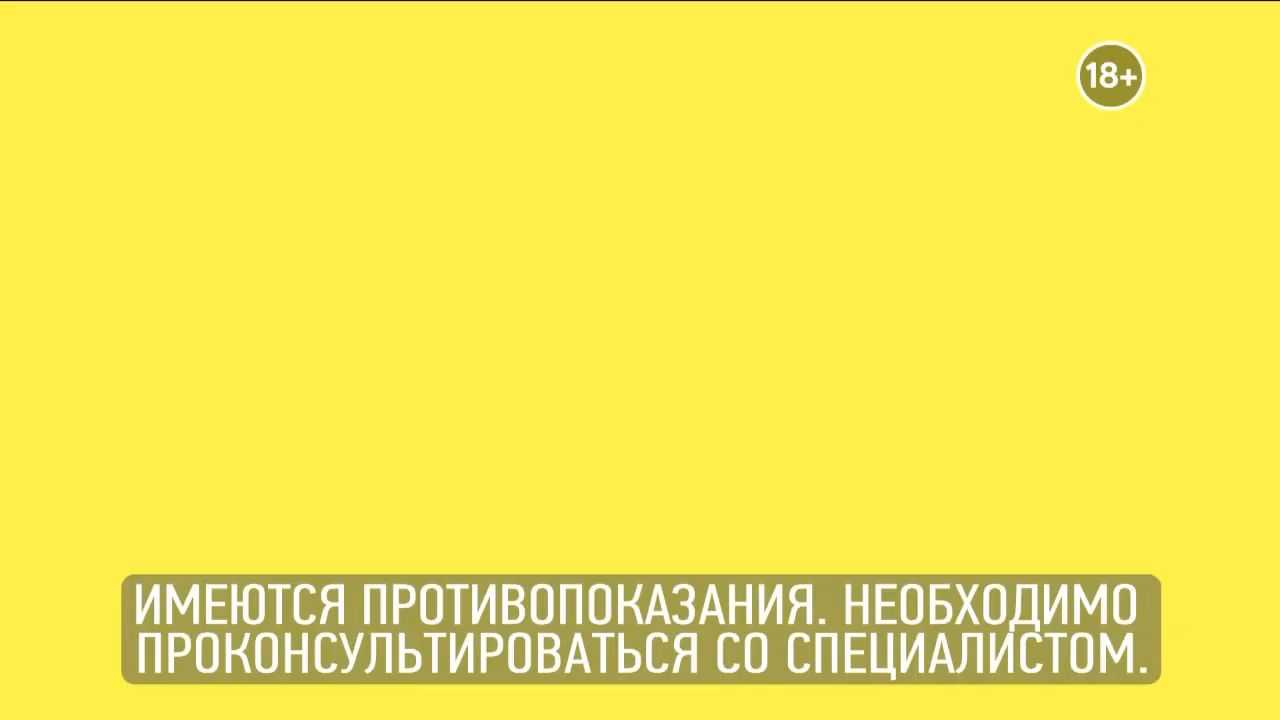 18+
ИМЕЮТСЯ ПРОТИВОПОКАЗАНИЯ. НЕОБХОДИМО
ПРОКОНСУЛЬТИРОВАТЬСЯ СО СПЕЦИАЛИСТОМ.